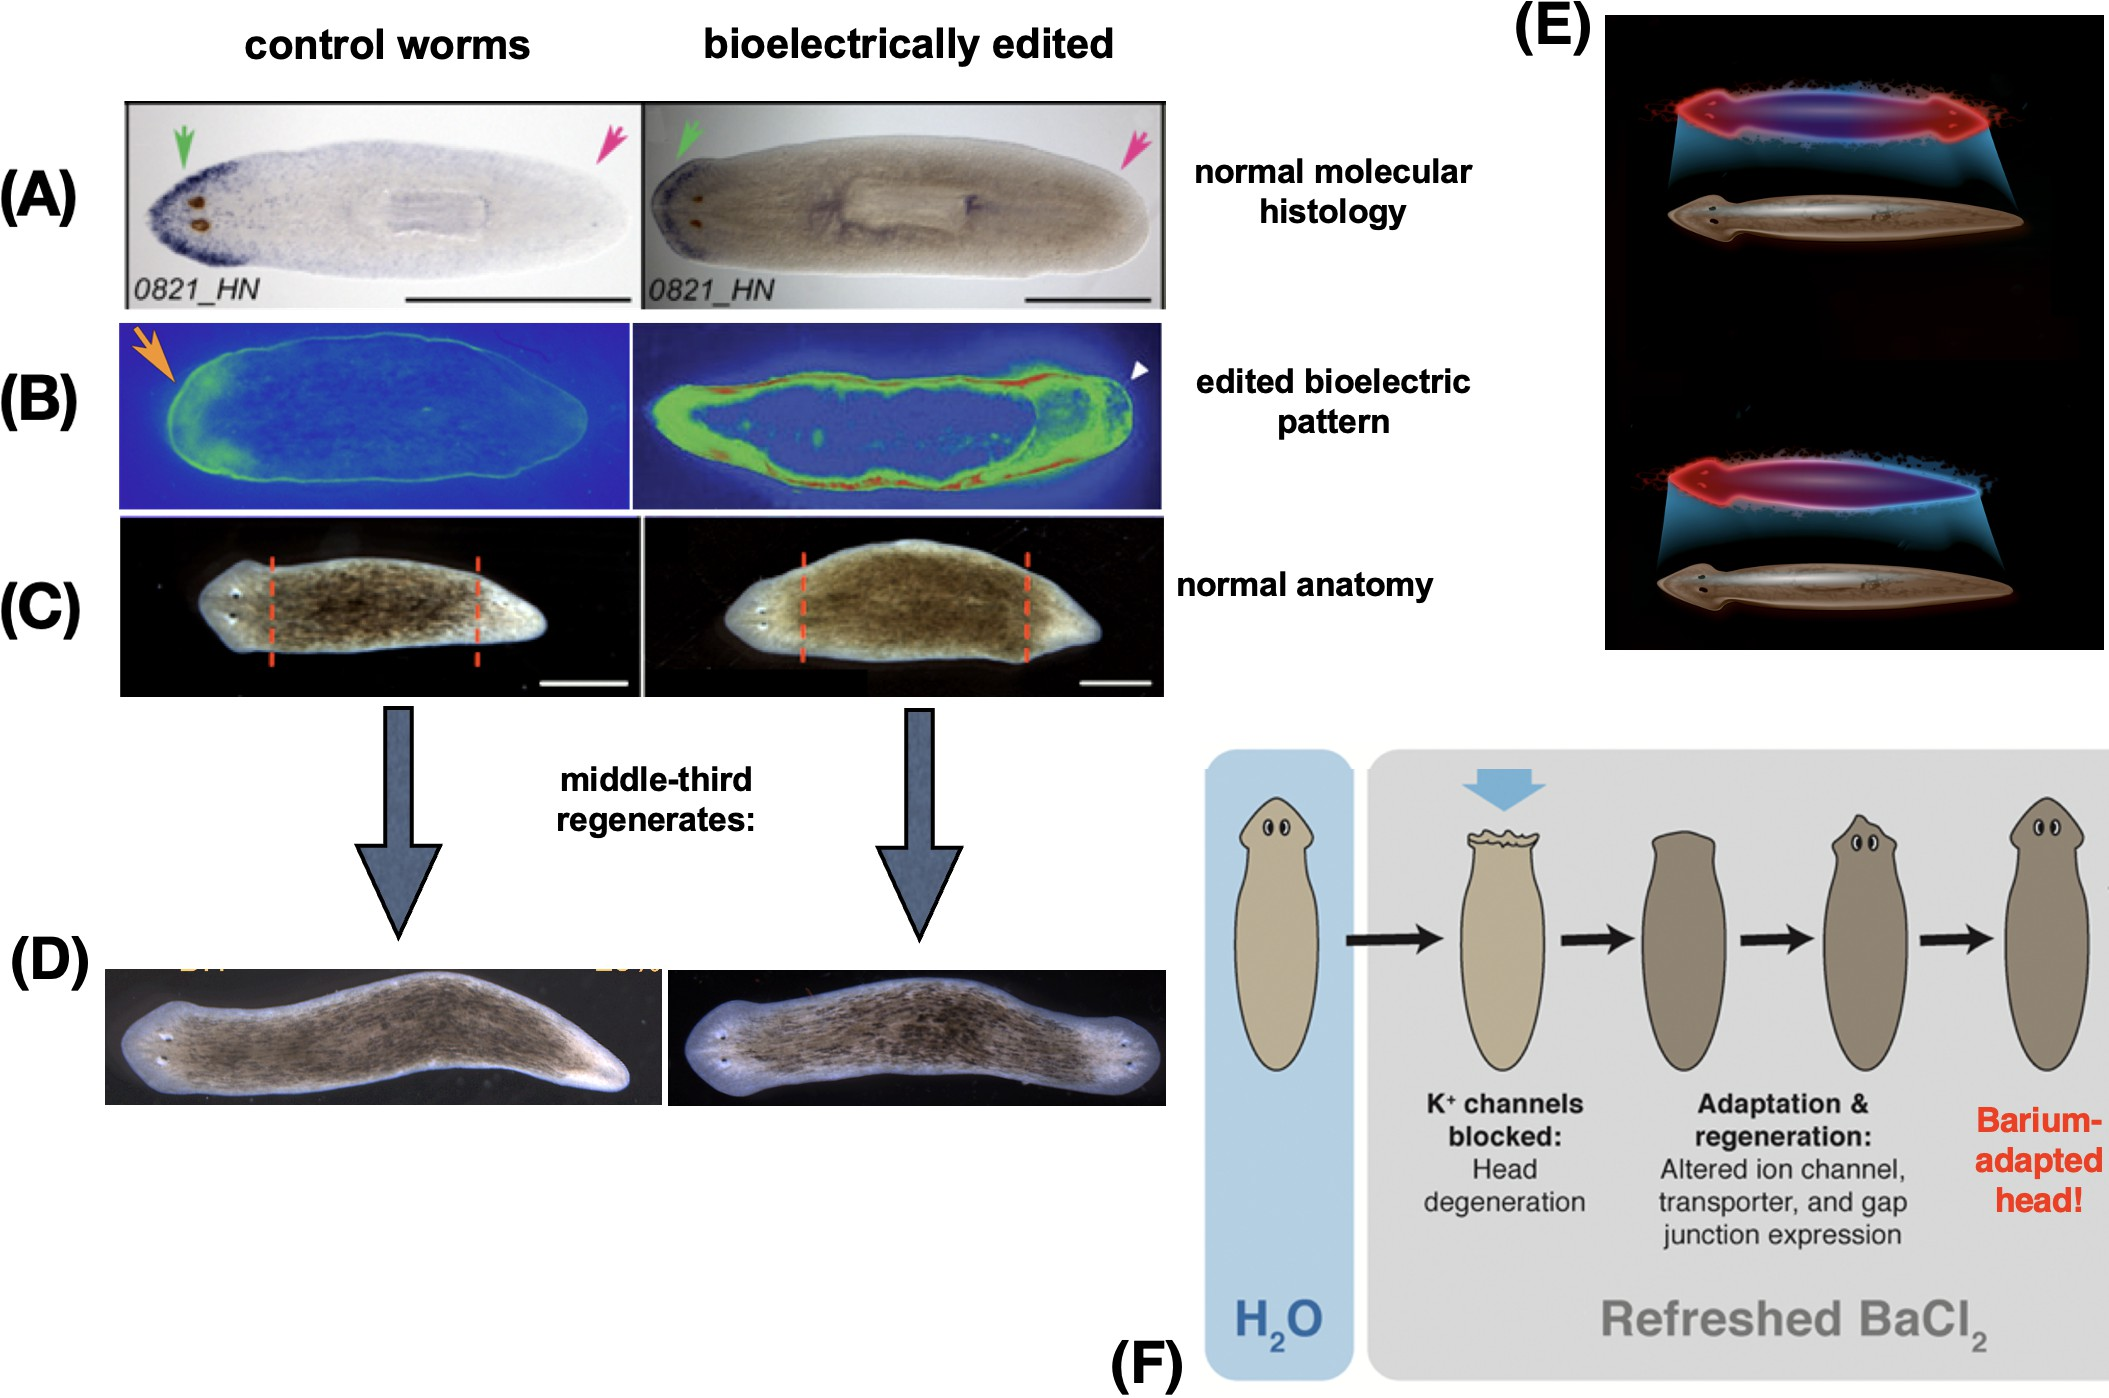 control worms
bioelectrically edited
(A)
0821_HN
0821_HN
normal molecular
histology
(B)
edited bioelectric
pattern
(C)
normal anatomy
middle-third
regenerates:
(D)
(E)
K⁺ channels
blocked:
Head
degeneration
Adaptation &
regeneration:
Altered ion channel,
transporter, and gap
junction expression
Barium-
adapted
head!
H₂O
Refreshed BaCl₂
(F)